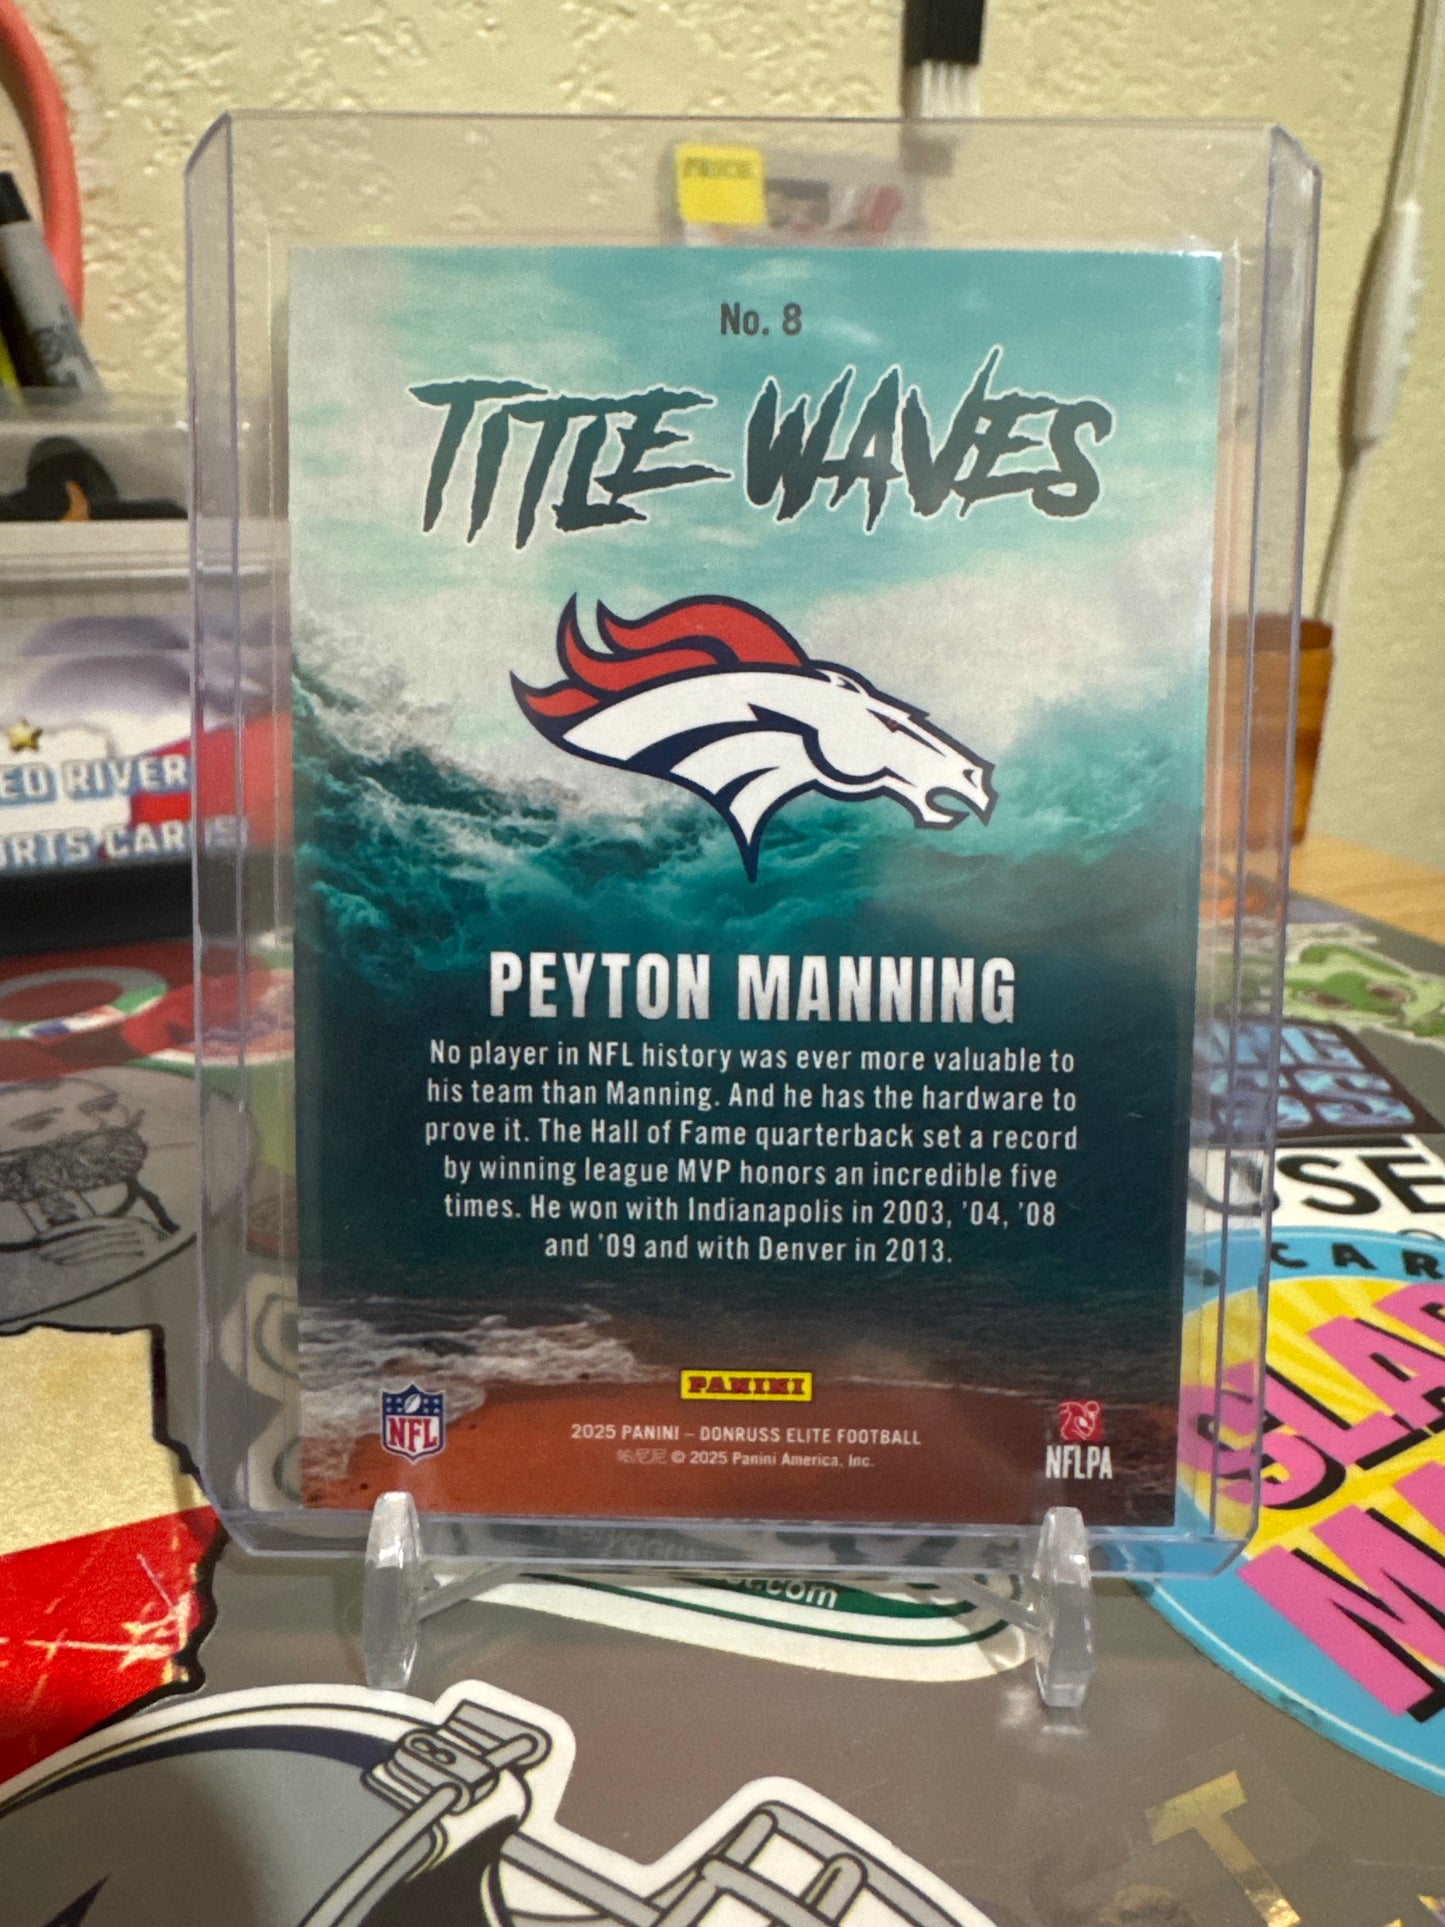 PRICE
No. 8
TITLE WAVES
PEYTON MANNING
No player in NFL history was ever more valuable to
his team than Manning. And he has the hardware to
prove it. The Hall of Fame quarterback set a record
by winning league MVP honors an incredible five
times. He won with Indianapolis in 2003, ’04, ’08
and ’09 and with Denver in 2013.
PANINI
NFL
2025 PANINI – DONRUSS ELITE FOOTBALL
© 2025 Panini America, Inc.
NFLPA
RIVER
CARDS
.com
8